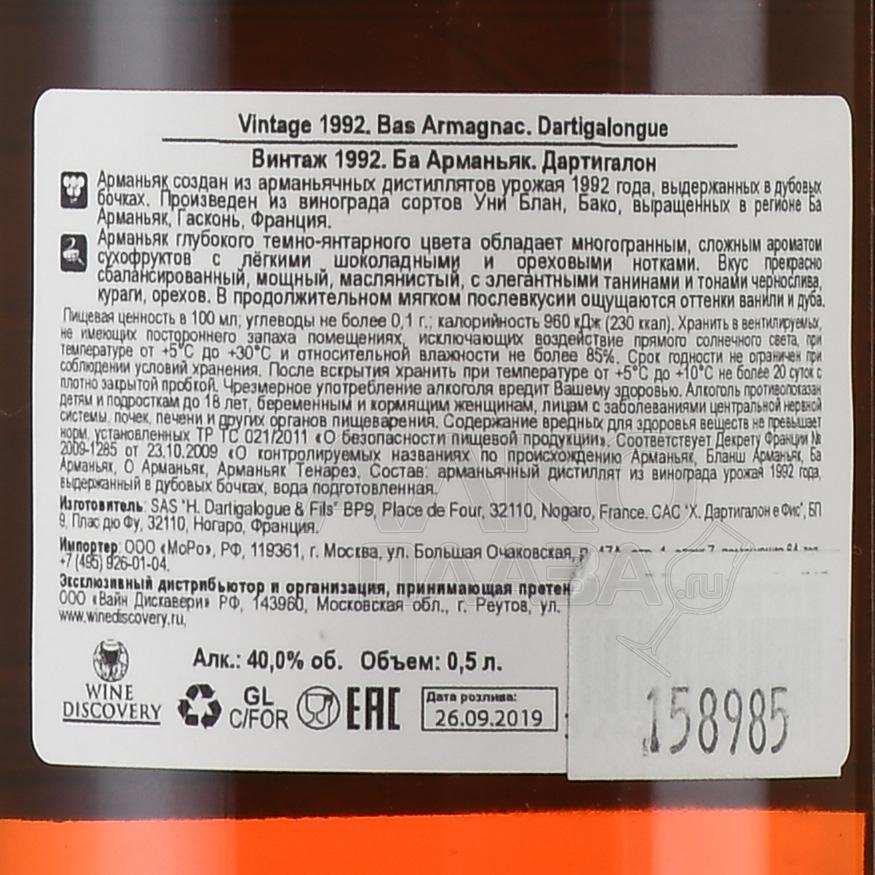 Vintage 1992. Bas Armagnac. Dartigalongue
Винтаж 1992. Ба Арманьяк. Дартигалон
Арманьяк создан из арманьячных дистиллятов урожая 1992 года, выдержанных в дубовых
бочках. Произведен из винограда сортов Уни Блан, Бако, выращенных в регионе Ба
Арманьяк, Гасконь, Франция.
Арманьяк глубокого темно-янтарного цвета обладает многогранным, сложным ароматом
сухофруктов с лёгкими шоколадными и ореховыми нотками. Вкус прекрасно
сбалансированный, мощный, маслянистый, с элегантными танинами и тонами чернослива,
кураги, орехов. В продолжительном мягком послевкусии ощущаются оттенки ванили и дуба.
Пищевая ценность в 100 мл; углеводы не более 0,1 г.; калорийность 960 кДж (230 ккал). Хранить в вентилируемых,
не имеющих постороннего запаха помещениях, исключающих воздействие прямого солнечного света, при
температуре от +5°С до +30°С и относительной влажности не более 85%. Срок годности не ограничен при
соблюдении условий хранения. После вскрытия хранить при температуре от +5°С до +10°С не более 20 суток с
плотно закрытой пробкой. Чрезмерное употребление алкоголя вредит Вашему здоровью. Алкоголь противопоказан
детям и подросткам до 18 лет, беременным и кормящим женщинам, лицам с заболеваниями центральной нервной
системы, почек, печени и других органов пищеварения. Содержание вредных для здоровья веществ не превышает
норм, установленных ТР ТС 021/2011 «О безопасности пищевой продукции». Соответствует Декрету Франции №
2009-1285 от 23.10.2009 «О контролируемых названиях по происхождению Арманьяк, Бланш Арманьяк, Ба
Арманьяк, О Арманьяк, Арманьяк Тенарез. Состав: арманьячный дистиллят из винограда урожая 1992 года,
выдержанный в дубовых бочках, вода подготовленная.
Изготовитель: SAS "H. Dartigalogue & Fils" BP9, Place de Four, 32110, Nogaro, France. САС "Х. Дартигалон е Фис", БП
9, Плас дю Фу, 32110, Ногаро, Франция.
Импортер: ООО «МоРо», РФ, 119361, г. Москва, ул. Большая Очаковская,
+7 (495) 926-01-04.
Эксклюзивный дистрибьютор и организация, принимающая
ООО «Вайн Дискавери» РФ, 143960, Московская обл., г. Реутов, ул.
www.winediscovery.ru,
Алк.: 40,0% об. Объем: 0,5 л.
WINE
DISCOVERY
GL
C/FOR
EAC
Дата розлива:
26.09.2019
158985
АЛКО
ПЛАЗА.ru